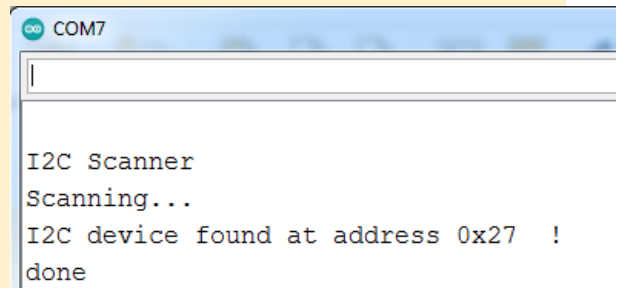 COM7
I2C Scanner
Scanning...
I2C device found at address 0x27  !
done